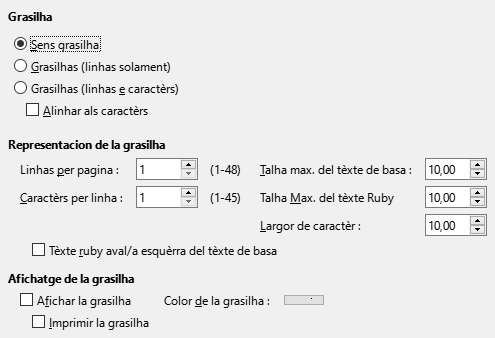 Grasilha
Sens grasilha
Grasilhas (linhas solament)
Grasilhas (linhas e caractèrs)
Alinhar als caractèrs
Representacion de la grasilha
Linhas per pagina : 1 (1-48) Talha max. del tèxte de basa : 10,00
Caractèrs per linha : 1 (1-45) Talha Max. del tèxte Ruby 10,00
Largor de caractèr : 10,00
Tèxte ruby aval/a esquèrra del tèxte de basa
Afichatge de la grasilha
Afichar la grasilha Color de la grasilha :
Imprimir la grasilha